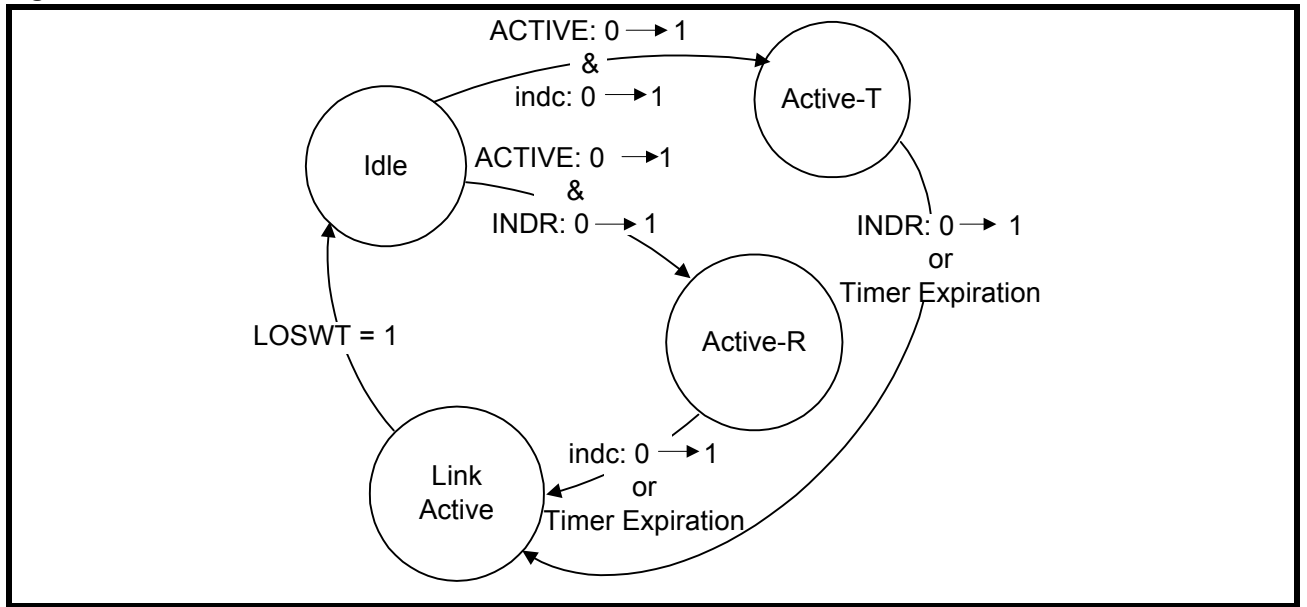 ACTIVE: 0 → 1
&
indc: 0 → 1
Active-T
Idle
ACTIVE: 0 → 1
&
INDR: 0 → 1
INDR: 0 → 1
or
Timer Expiration
Active-R
LOSWT = 1
indc: 0 → 1
or
Timer Expiration
Link
Active